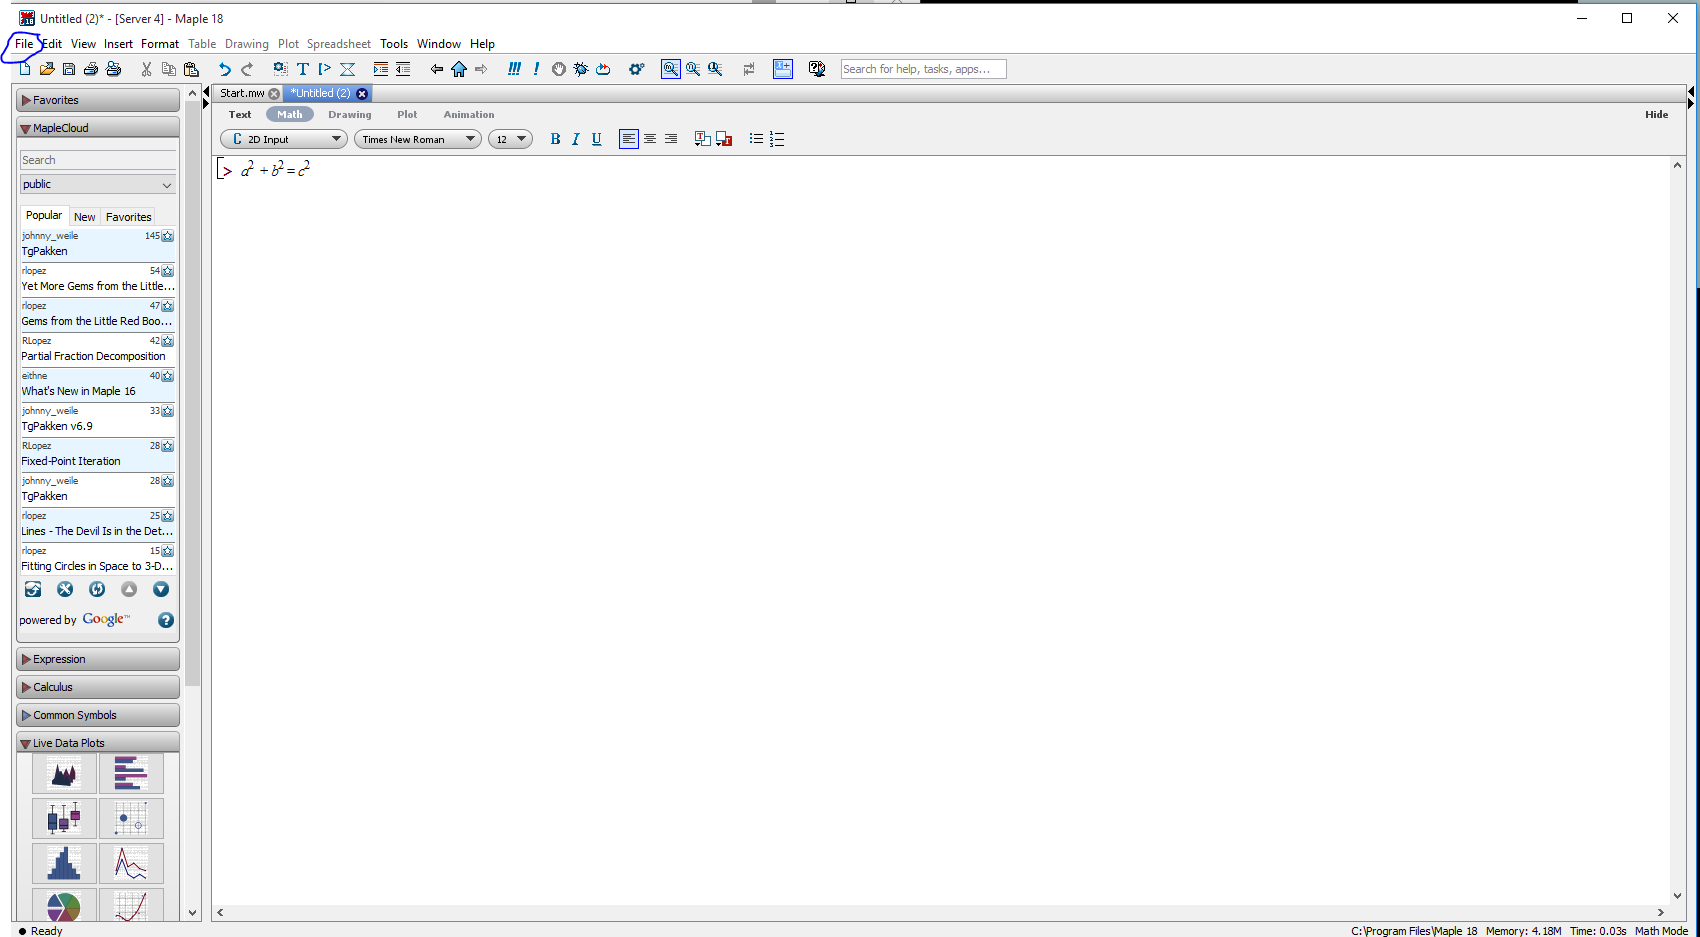 Untitled (2)* - [Server 4] - Maple 18
File Edit View Insert Format Table Drawing Plot Spreadsheet Tools Window Help
Search for help, tasks, apps...
Favorites
MapleCloud
Search
public
Popular New Favorites
johnny_weile 145
TgPakken
rlopez 54
Yet More Gems from the Little...
rlopez 47
Gems from the Little Red Boo...
RLopez 42
Partial Fraction Decomposition
eithne 40
What's New in Maple 16
johnny_weile 33
TgPakken v6.9
RLopez 28
Fixed-Point Iteration
johnny_weile 28
TgPakken
rlopez 25
Lines - The Devil Is in the Det...
rlopez 15
Fitting Circles in Space to 3-D...
powered by Google™
Expression
Calculus
Common Symbols
Live Data Plots
Start.mw *Untitled (2)
Text Math Drawing Plot Animation Hide
C 2D Input Times New Roman 12 B I U
> a² + b² = c²
Ready C:\Program Files\Maple 18 Memory: 4.18M Time: 0.03s Math Mode